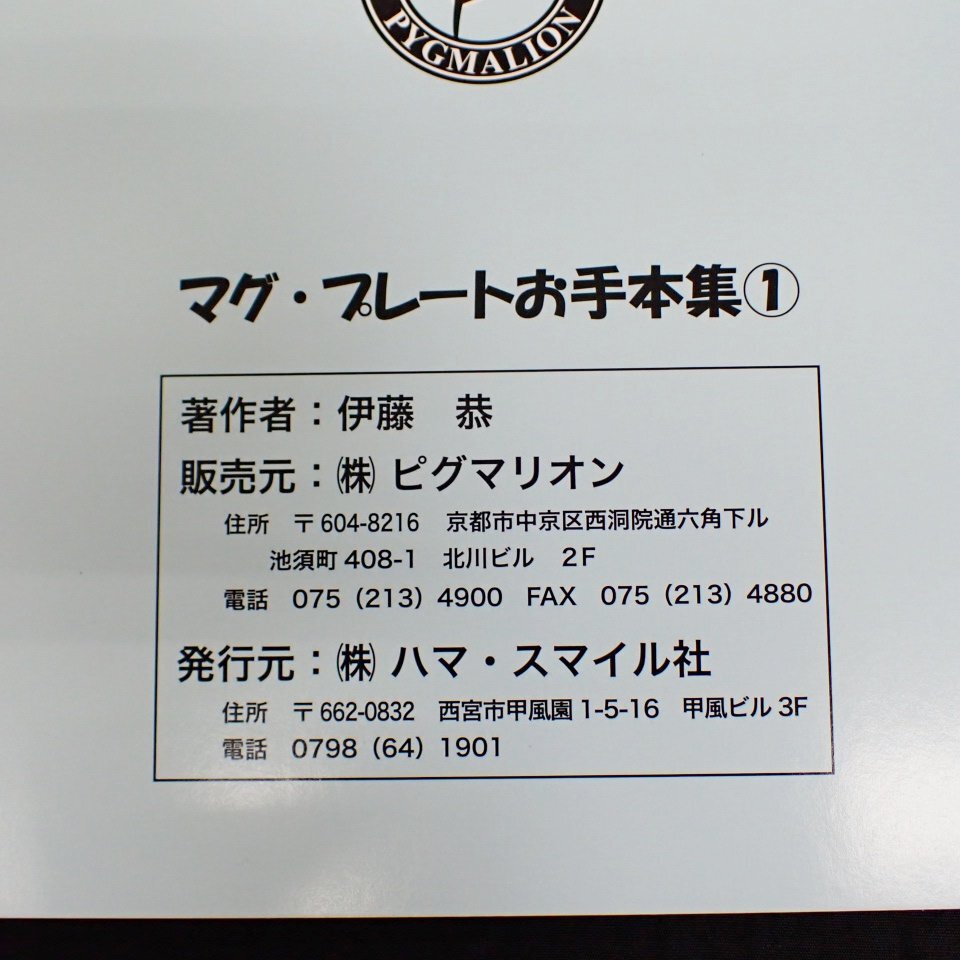 PYGMALION
マグ・プレートお手本集①
著作者：伊藤　恭
販売元：㈱ ピグマリオン
住所　〒604-8216　京都市中京区西洞院通六角下ル
池須町 408-1　北川ビル　２F
電話　075（213）4900　FAX　075（213）4880
発行元：㈱ ハマ・スマイル社
住所　〒662-0832　西宮市甲風園 1-5-16　甲風ビル 3F
電話　0798（64）1901